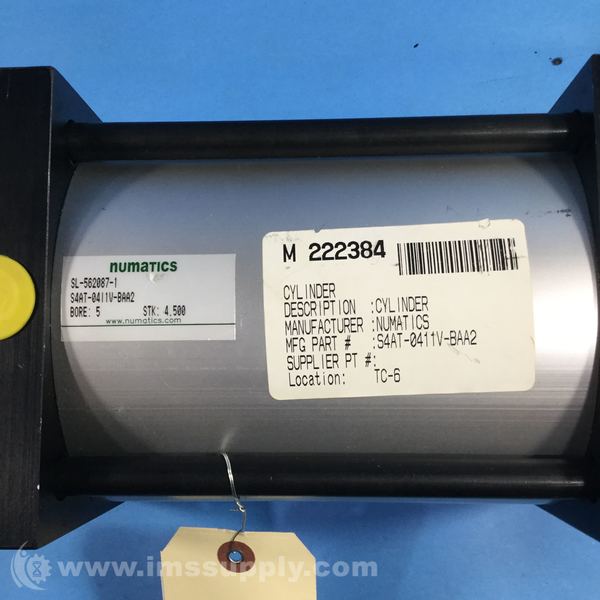 numatics
SL-562087-1
S4AT-0411V-BAA2
BORE: 5 STK: 4.500
www.numatics.com
M 222384
CYLINDER
DESCRIPTION :CYLINDER
MANUFACTURER :NUMATICS
MFG PART # :S4AT-0411V-BAA2
SUPPLIER PT #:
Location: TC-6
www.imssupply.com